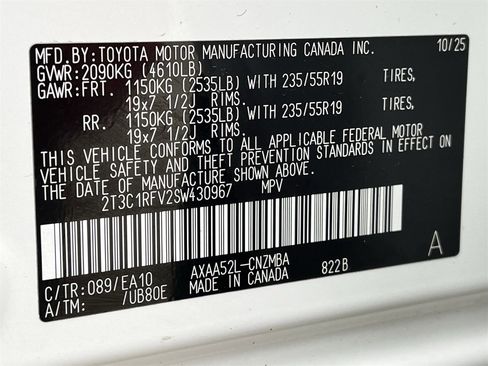 MFD.BY:TOYOTA MOTOR MANUFACTURING CANADA INC. 10/25
GVWR:2090KG (4610LB)
GAWR:FRT. 1150KG (2535LB) WITH 235/55R19 TIRES,
19x7 1/2J RIMS.
RR. 1150KG (2535LB) WITH 235/55R19 TIRES,
19x7 1/2J RIMS.
THIS VEHICLE CONFORMS TO ALL APPLICABLE FEDERAL MOTOR
VEHICLE SAFETY AND THEFT PREVENTION STANDARDS IN EFFECT ON
THE DATE OF MANUFACTURE SHOWN ABOVE.
2T3C1RFV2SW430967 MPV
C/TR:089/EA10 AXAA52L-CNZMBA 822B A
A/TM: /UB80E MADE IN CANADA